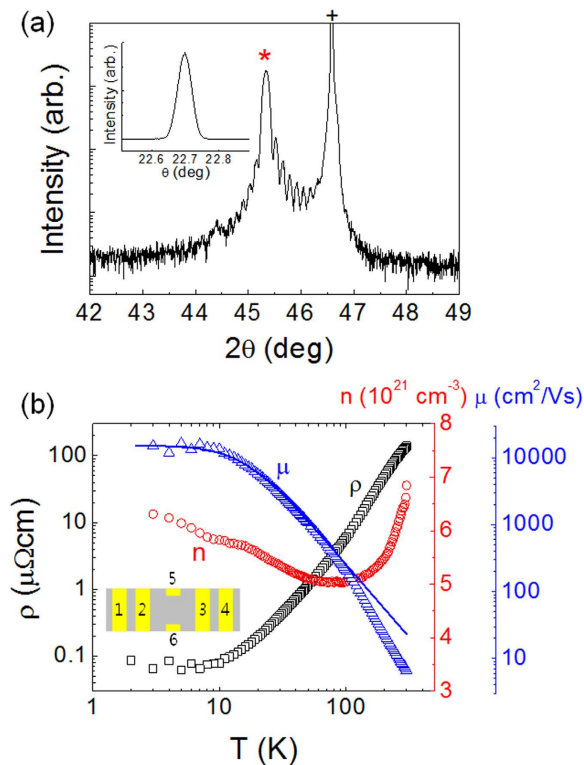 (a)
+
*
Intensity (arb.)
Intensity (arb.)
22.6 22.7 22.8
θ (deg)
42 43 44 45 46 47 48 49
2θ (deg)
(b)
n (10²¹ cm⁻³) μ (cm²/Vs)
ρ (μΩcm)
100
10
1
0.1
μ
ρ
n
5
1 2 3 4
6
8
7
6
5
4
3
10000
1000
100
10
1 10 100
T (K)